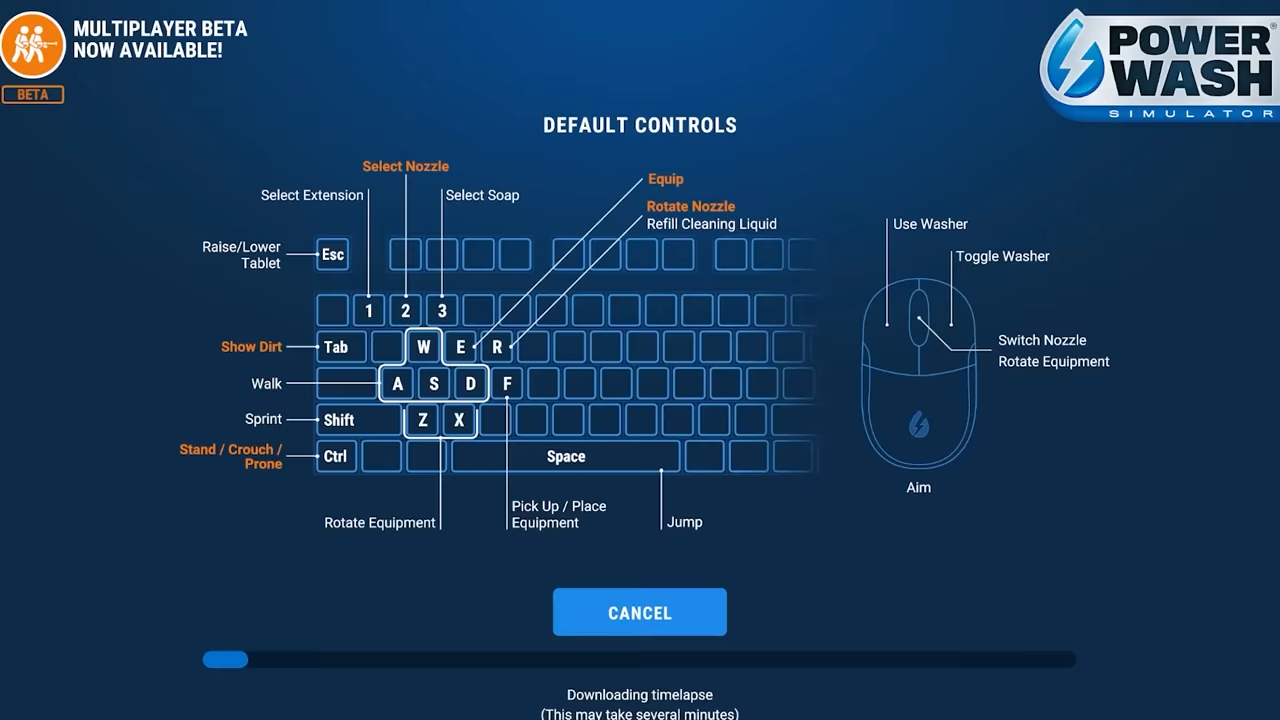 MULTIPLAYER BETA
NOW AVAILABLE!
BETA
POWER
WASH
SIMULATOR
DEFAULT CONTROLS
Select Nozzle
Select Extension
Select Soap
Equip
Rotate Nozzle
Refill Cleaning Liquid
Use Washer
Toggle Washer
Raise/Lower
Tablet
Esc
1 2 3
Show Dirt
Tab W E R
Switch Nozzle
Rotate Equipment
Walk
A S D F
Sprint
Shift Z X
Stand / Crouch /
Prone
Ctrl Space
Aim
Rotate Equipment
Pick Up / Place
Equipment
Jump
CANCEL
Downloading timelapse
(This may take several minutes)